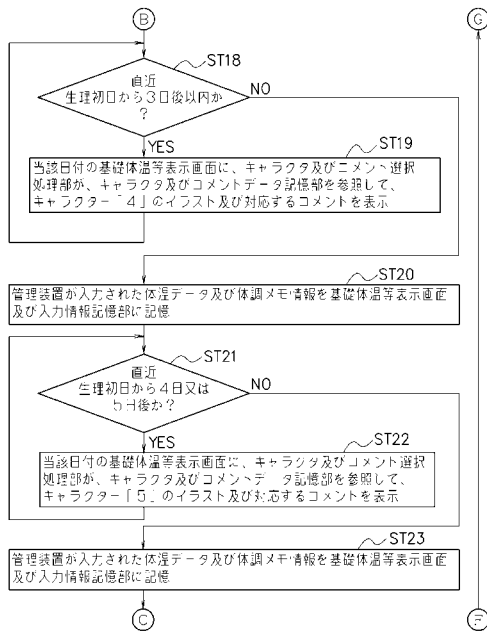 B
G
ST18
直近
生理初日から3日後以内か
?
NO
YES
ST19
当該日付の基礎体温等表示画面に、キャラクタ及びコメント選択
処理部が、キャラクタ及びコメントデータ記憶部を参照して、
キャラクター「4」のイラスト及び対応するコメントを表示
ST20
管理装置が入力された体温データ及び体調メモ情報を基礎体温等表示画面
及び入力情報記憶部に記憶
ST21
直近
生理初日から4日又は
5日後か?
NO
YES
ST22
当該日付の基礎体温等表示画面に、キャラクタ及びコメント選択
処理部が、キャラクタ及びコメントデータ記憶部を参照して、
キャラクター「5」のイラスト及び対応するコメントを表示
ST23
管理装置が入力された体温データ及び体調メモ情報を基礎体温等表示画面
及び入力情報記憶部に記憶
C
F